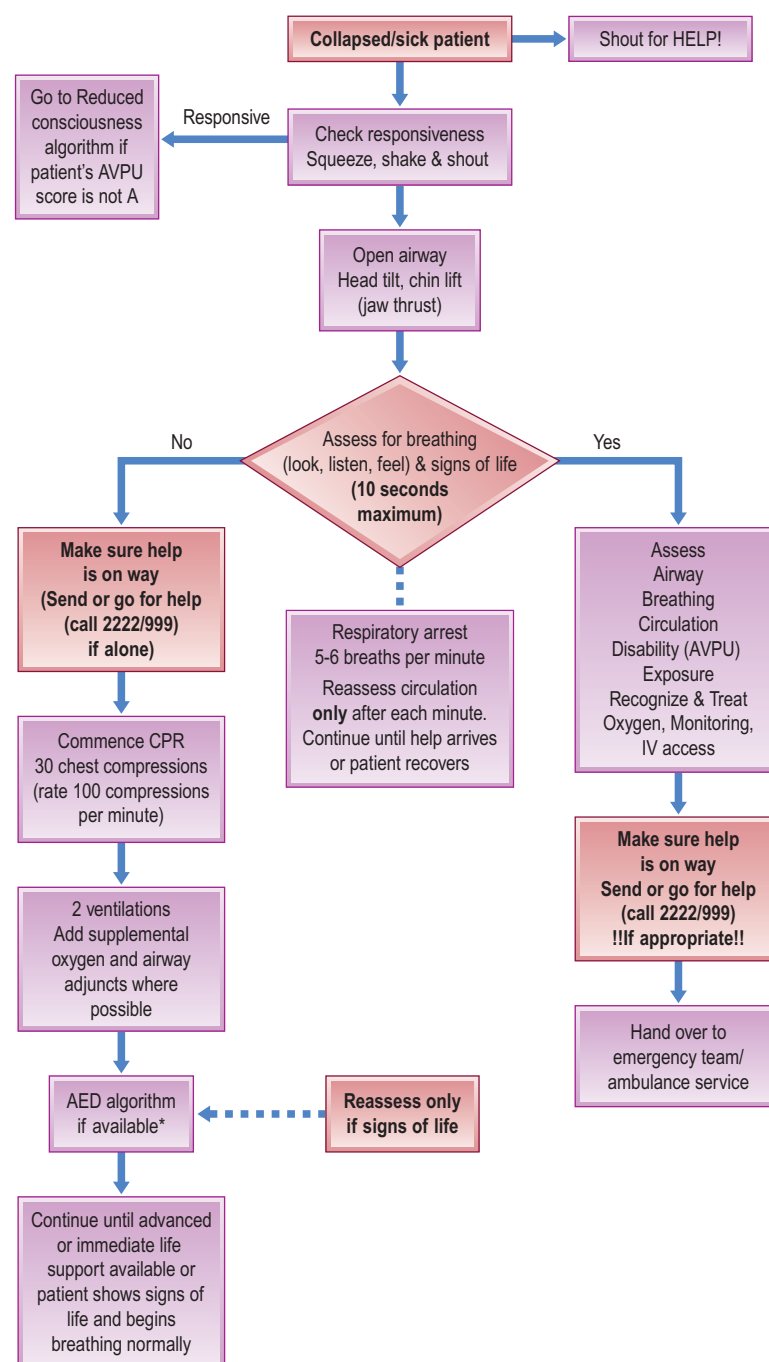 Collapsed/sick patient
Shout for HELP!
Go to Reduced
consciousness
algorithm if
patient's AVPU
score is not A
Responsive
Check responsiveness
Squeeze, shake & shout
Open airway
Head tilt, chin lift
(jaw thrust)
No
Assess for breathing
(look, listen, feel) & signs of life
(10 seconds
maximum)
Yes
Make sure help
is on way
(Send or go for help
(call 2222/999)
if alone)
Respiratory arrest
5-6 breaths per minute
Reassess circulation
only after each minute.
Continue until help arrives
or patient recovers
Assess
Airway
Breathing
Circulation
Disability (AVPU)
Exposure
Recognize & Treat
Oxygen, Monitoring,
IV access
Commence CPR
30 chest compressions
(rate 100 compressions
per minute)
Make sure help
is on way
Send or go for help
(call 2222/999)
!!If appropriate!!
2 ventilations
Add supplemental
oxygen and airway
adjuncts where
possible
Hand over to
emergency team/
ambulance service
AED algorithm
if available*
Reassess only
if signs of life
Continue until advanced
or immediate life
support available or
patient shows signs of
life and begins
breathing normally